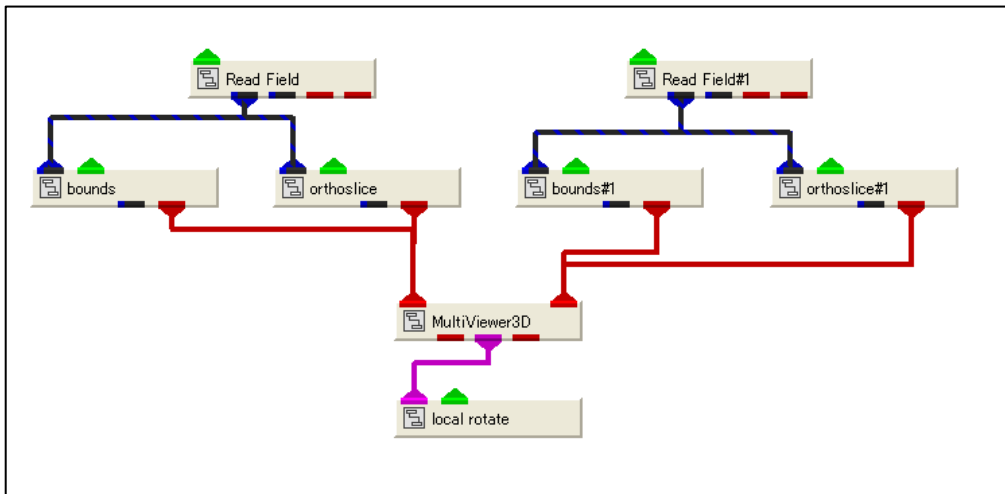 Read Field
Read Field#1
bounds
orthoslice
bounds#1
orthoslice#1
MultiViewer3D
local rotate